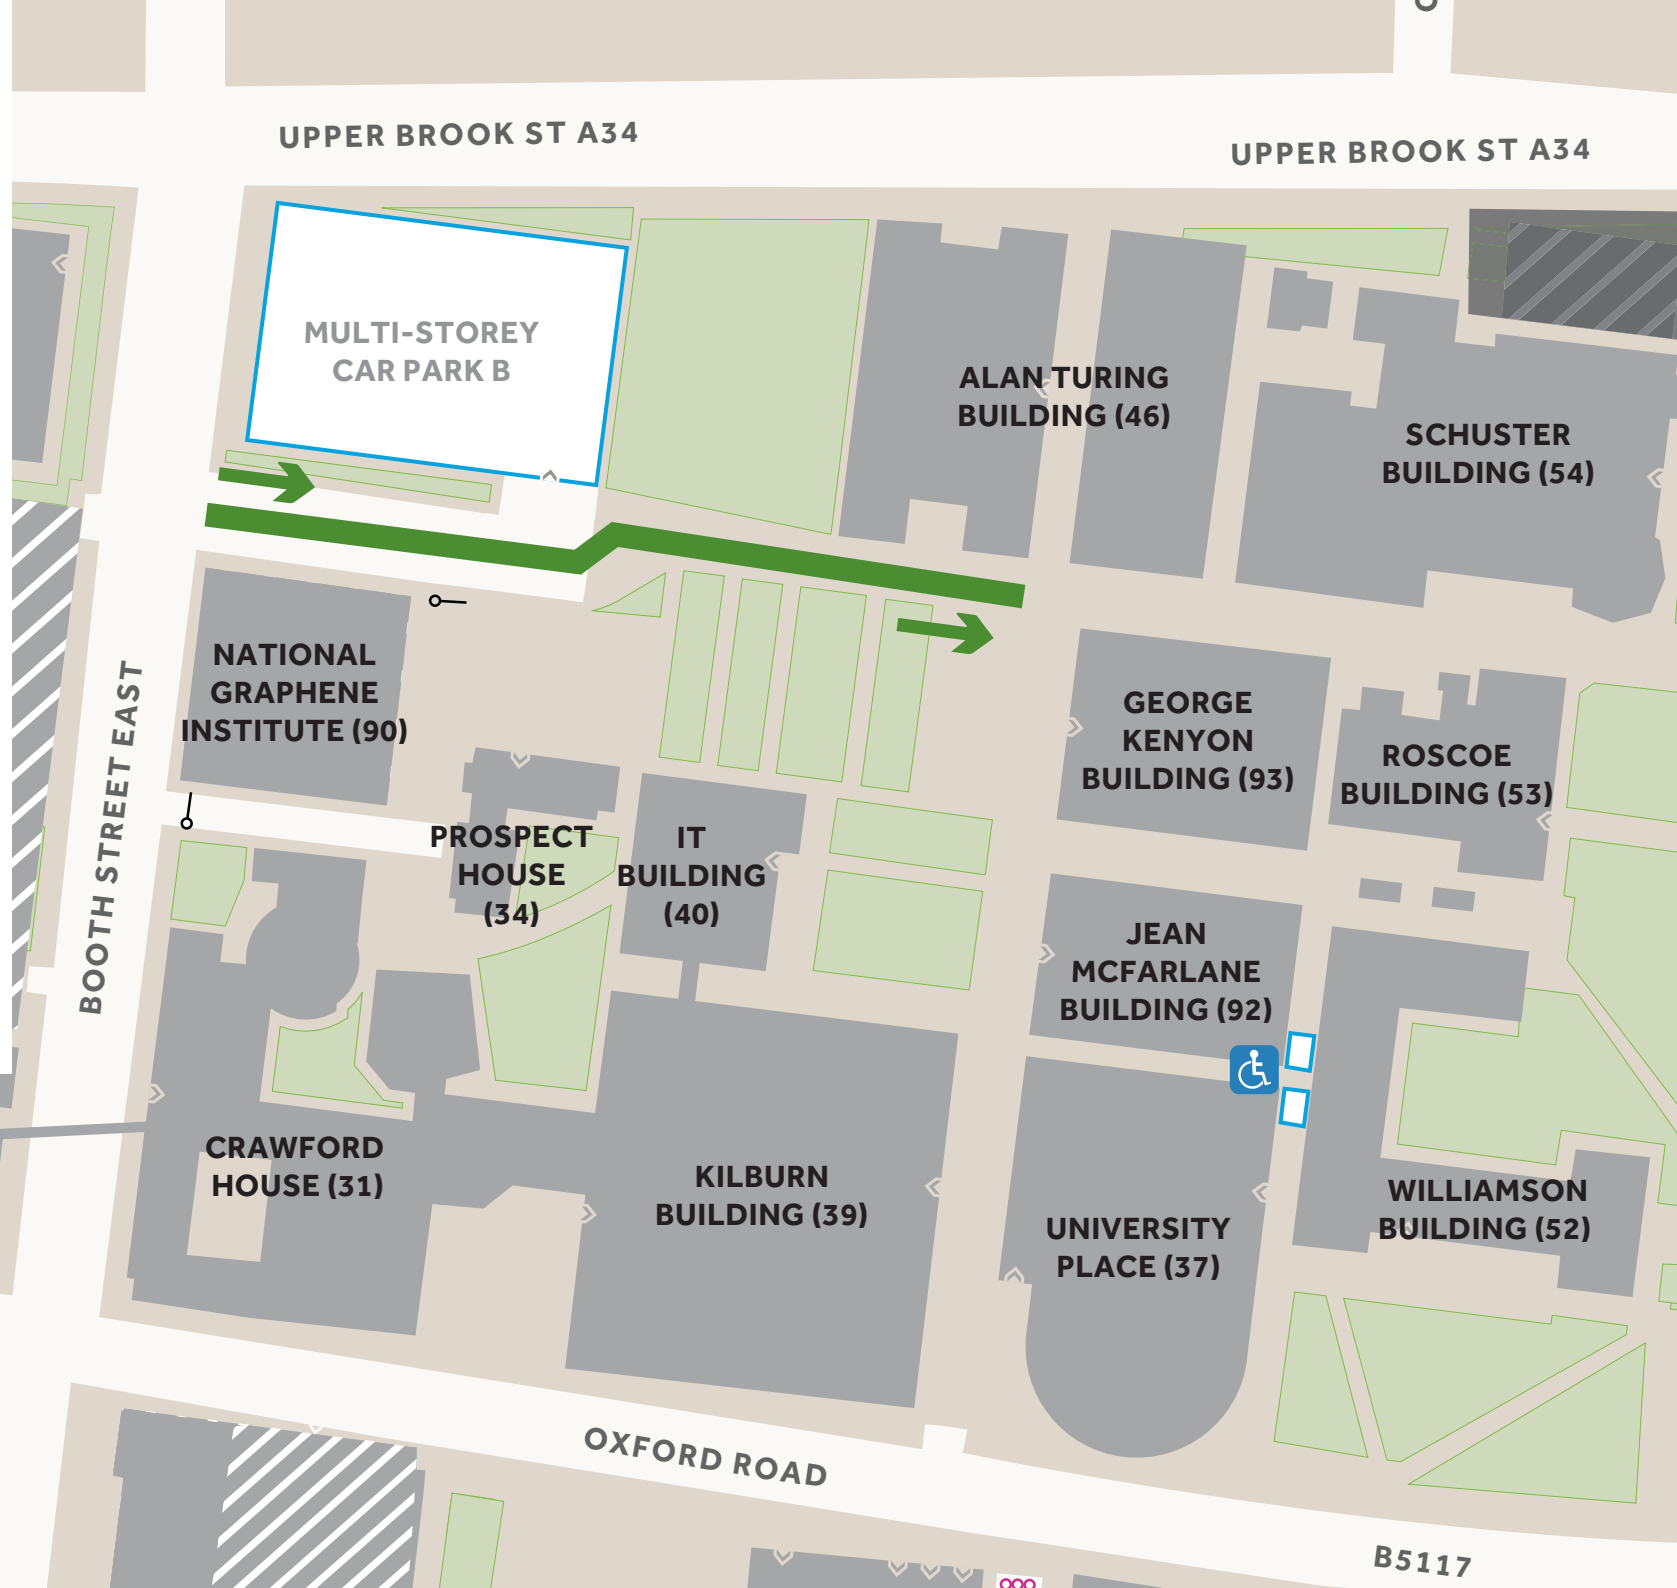 UPPER BROOK ST A34
UPPER BROOK ST A34
MULTI-STOREY
CAR PARK B
ALAN TURING
BUILDING (46)
SCHUSTER
BUILDING (54)
NATIONAL
GRAPHENE
INSTITUTE (90)
GEORGE
KENYON
BUILDING (93)
ROSCOE
BUILDING (53)
BOOTH STREET EAST
PROSPECT
HOUSE
(34)
IT
BUILDING
(40)
JEAN
MCFARLANE
BUILDING (92)
CRAWFORD
HOUSE (31)
KILBURN
BUILDING (39)
UNIVERSITY
PLACE (37)
WILLIAMSON
BUILDING (52)
OXFORD ROAD
B5117